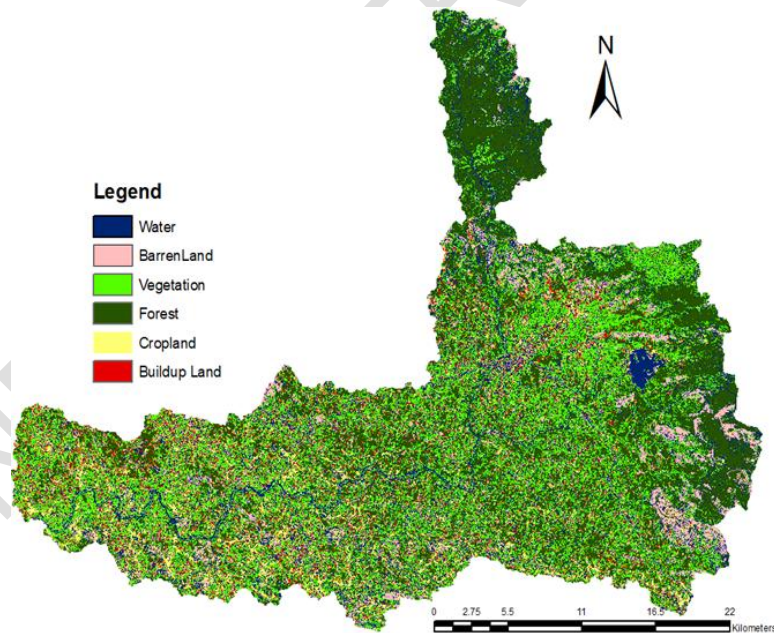 N
Legend
Water
BarrenLand
Vegetation
Forest
Cropland
Buildup Land
0 2.75 5.5 11 16.5 22
Kilometers